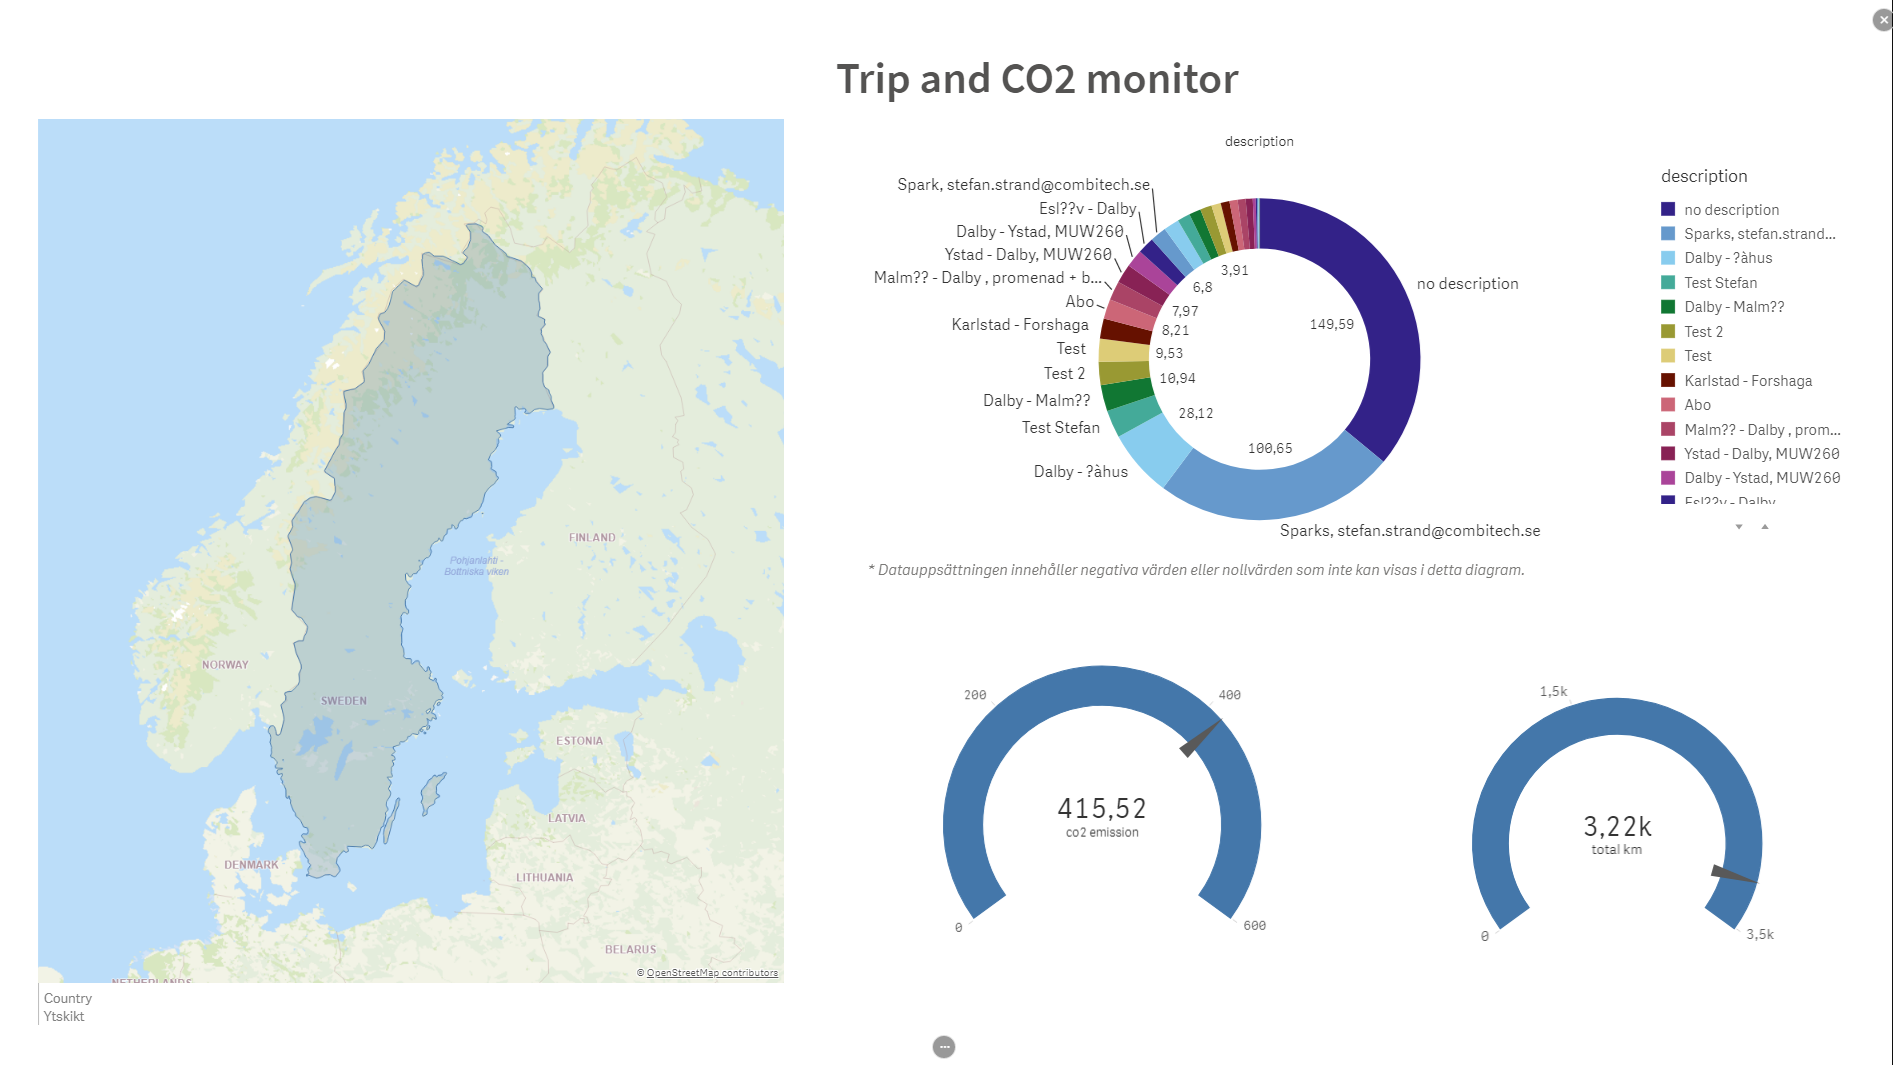 Trip and CO2 monitor
FINLAND
Pohjanlahti -
Bottniska viken
NORWAY
SWEDEN
ESTONIA
LATVIA
DENMARK
LITHUANIA
BELARUS
NETHERLANDS
© OpenStreetMap contributors
Country
Ytskikt
description
Spark, stefan.strand@combitech.se
Esl??v - Dalby
Dalby - Ystad, MUW260
Ystad - Dalby, MUW260
Malm?? - Dalby , promenad + b...
Abo
Karlstad - Forshaga
Test
Test 2
Dalby - Malm??
Test Stefan
Dalby - ?àhus
Sparks, stefan.strand@combitech.se
no description
3,91
6,8
7,97
8,21
9,53
10,94
28,12
100,65
149,59
* Datauppsättningen innehåller negativa värden eller nollvärden som inte kan visas i detta diagram.
description
no description
Sparks, stefan.strand...
Dalby - ?àhus
Test Stefan
Dalby - Malm??
Test 2
Test
Karlstad - Forshaga
Abo
Malm?? - Dalby , prom...
Ystad - Dalby, MUW260
Dalby - Ystad, MUW260
Esl??v - Dalby
0
200
400
600
415,52
co2 emission
0
1,5k
3,5k
3,22k
total km